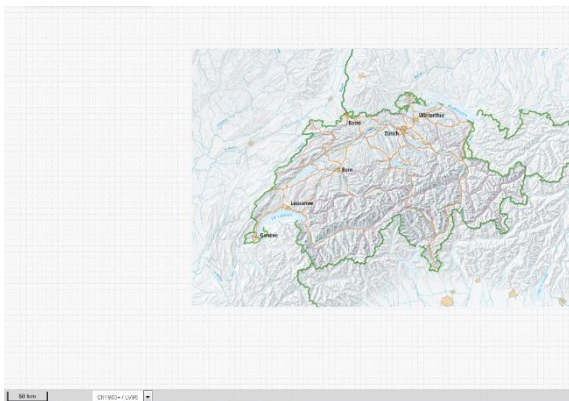 Basel
Winterthur
Zürich
Bern
Lausanne
Genève
50 km
CH1903+ / LV95